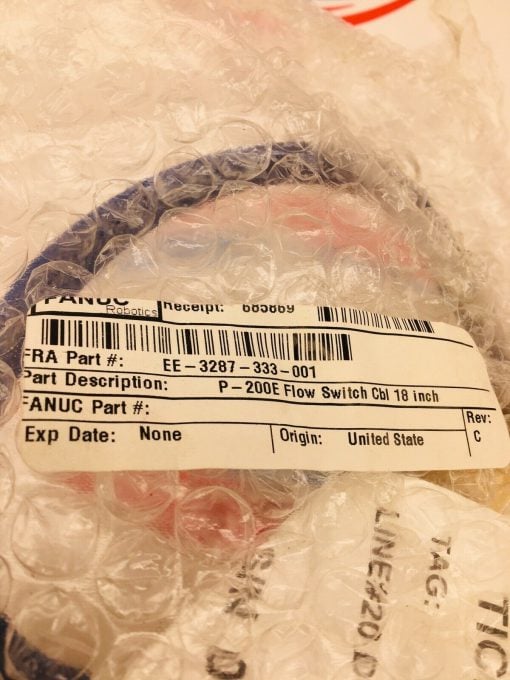 FANUC
Robotics
Receipt: 685869
FRA Part #: EE-3287-333-001
Part Description: P-200E Flow Switch Cbl 18 inch
FANUC Part #:
Rev:
C
Exp Date: None
Origin: United State
TAG:
LINE#20 D
TIC